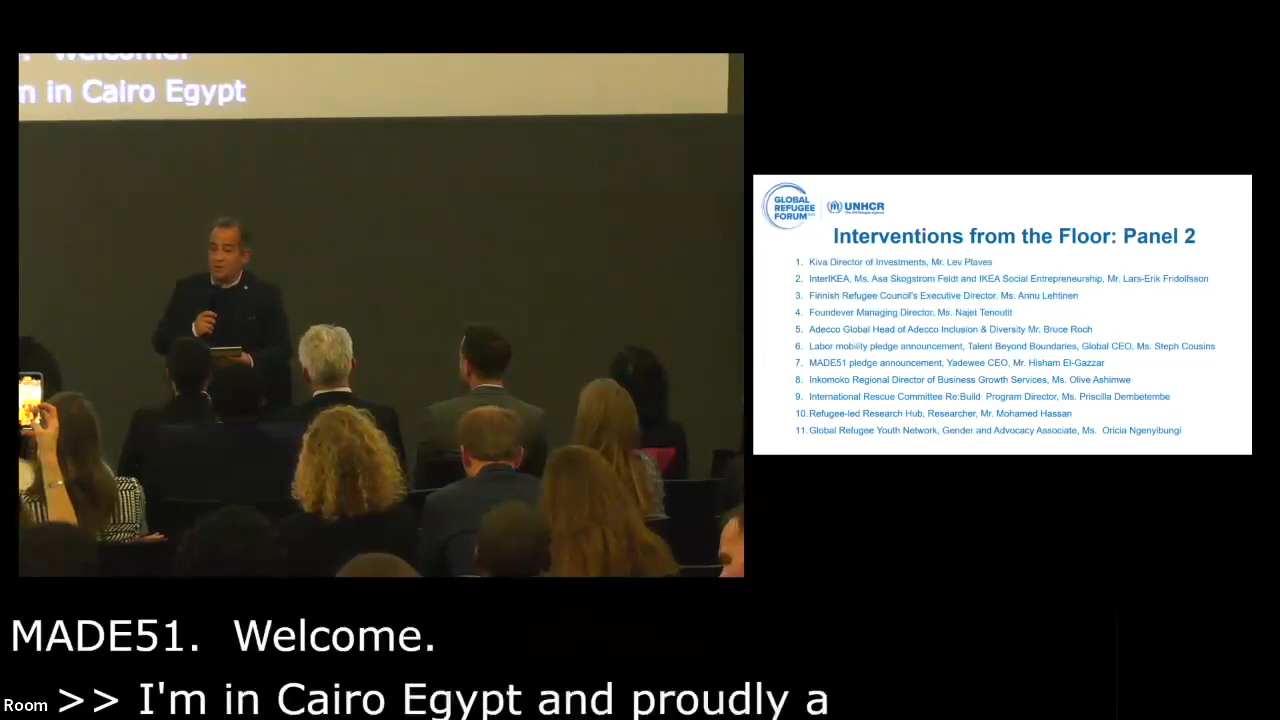 Welcome.
in Cairo Egypt
GLOBAL
REFUGEE
FORUM
UNHCR
The UN Refugee Agency
Interventions from the Floor: Panel 2
1. Kiva Director of Investments, Mr. Lev Plaves
2. InterIKEA, Ms. Asa Skogstrom Feldt and IKEA Social Entrepreneurship, Mr. Lars-Erik Fridolfsson
3. Finnish Refugee Council's Executive Director, Ms. Annu Lehtinen
4. Foundever Managing Director, Ms. Najet Tenoutit
5. Adecco Global Head of Adecco Inclusion & Diversity Mr. Bruce Roch
6. Labor mobility pledge announcement, Talent Beyond Boundaries, Global CEO, Ms. Steph Cousins
7. MADE51 pledge announcement, Yadewee CEO, Mr. Hisham El-Gazzar
8. Inkomoko Regional Director of Business Growth Services, Ms. Olive Ashimwe
9. International Rescue Committee Re:Build Program Director, Ms. Priscilla Dembetembe
10. Refugee-led Research Hub, Researcher, Mr. Mohamed Hassan
11. Global Refugee Youth Network, Gender and Advocacy Associate, Ms. Oricia Ngenyibungi
MADE51. Welcome.
Room >> I'm in Cairo Egypt and proudly a